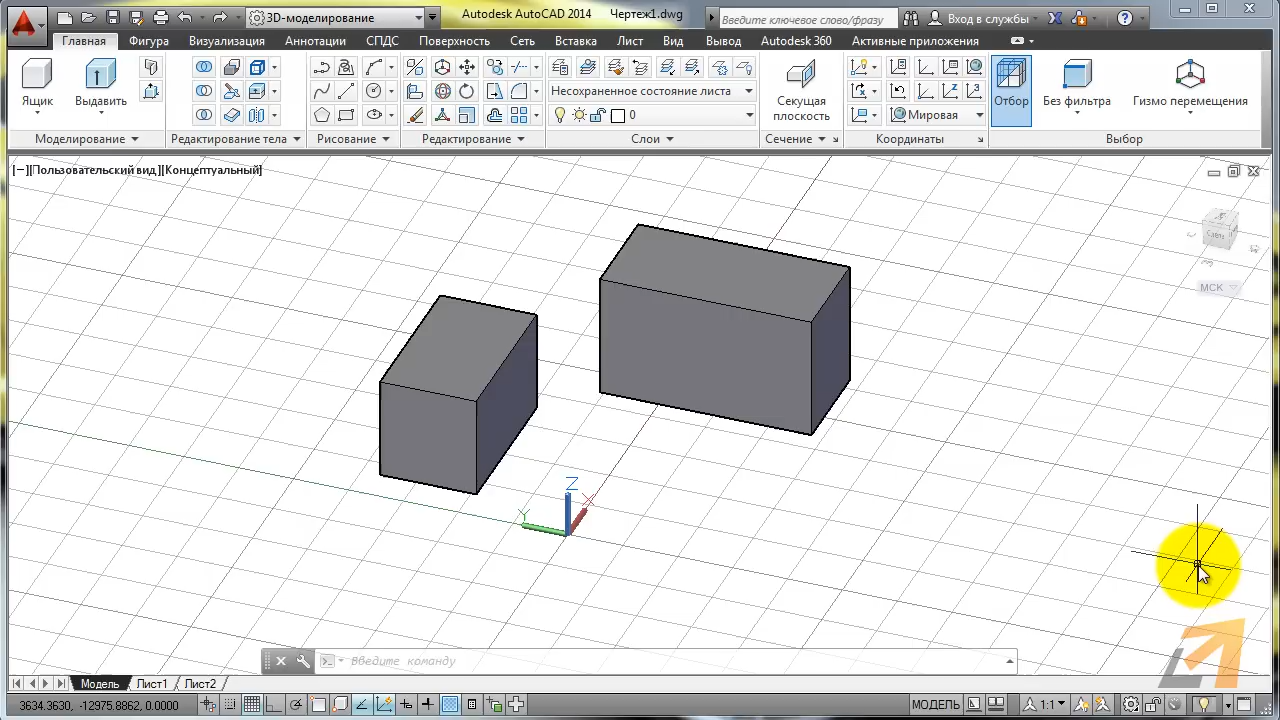 3D-моделирование
Autodesk AutoCAD 2014 Чертеж1.dwg
Введите ключевое слово/фразу
Вход в службы
Главная Фигура Визуализация Аннотации СПДС Поверхность Сеть Вставка Лист Вид Вывод Autodesk 360 Активные приложения
Ящик
Выдавить
Несохраненное состояние листа
0
Секущая
плоскость
Мировая
Отбор
Без фильтра
Гизмо перемещения
Моделирование
Редактирование тела
Рисование
Редактирование
Слои
Сечение
Координаты
Выбор
[−][Пользовательский вид][Концептуальный]
МСК
Z
X
Y
Введите команду
Модель Лист1 Лист2
3634.3630, -12975.8862, 0.0000
МОДЕЛЬ
1:1